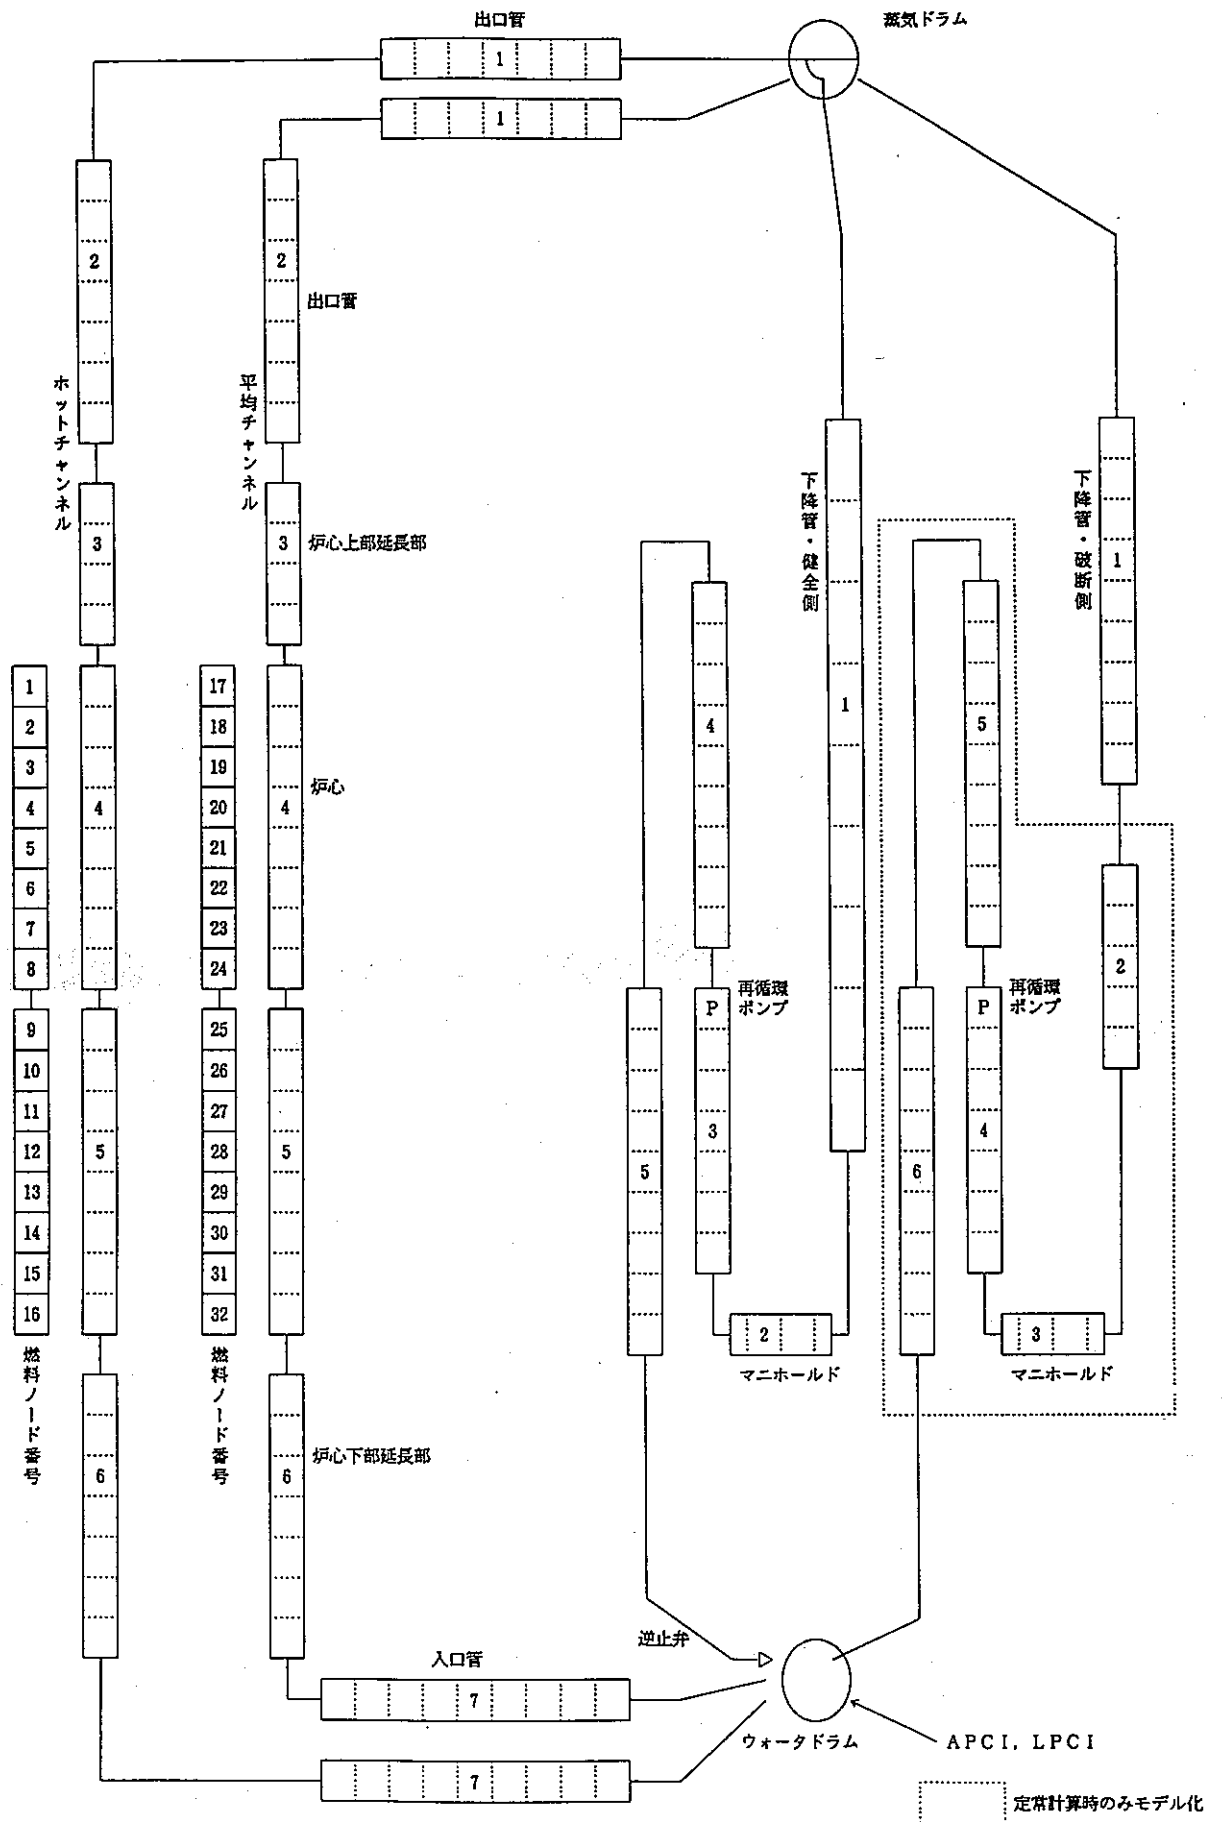 出口管
蒸気ドラム
1
1
2
2
出口管
ホットチャンネル
平均チャンネル
下降管・健全側
下降管・破断側
3
3
炉心上部延長部
1
1
2
3
4
5
6
7
8
4
17
18
19
20
21
22
23
24
4
炉心
4
1
5
2
9
10
11
12
13
14
15
16
5
25
26
27
28
29
30
31
32
5
P
再循環
ポンプ
P
再循環
ポンプ
3
4
5
6
2
3
マニホールド
マニホールド
燃料ノード番号
燃料ノード番号
6
6
炉心下部延長部
逆止弁
入口管
7
7
ウォータドラム
APCI, LPCI
定常計算時のみモデル化